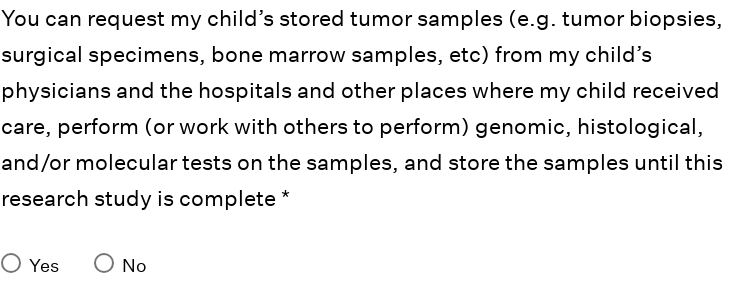 You can request my child’s stored tumor samples (e.g. tumor biopsies,
surgical specimens, bone marrow samples, etc) from my child’s
physicians and the hospitals and other places where my child received
care, perform (or work with others to perform) genomic, histological,
and/or molecular tests on the samples, and store the samples until this
research study is complete *
Yes No